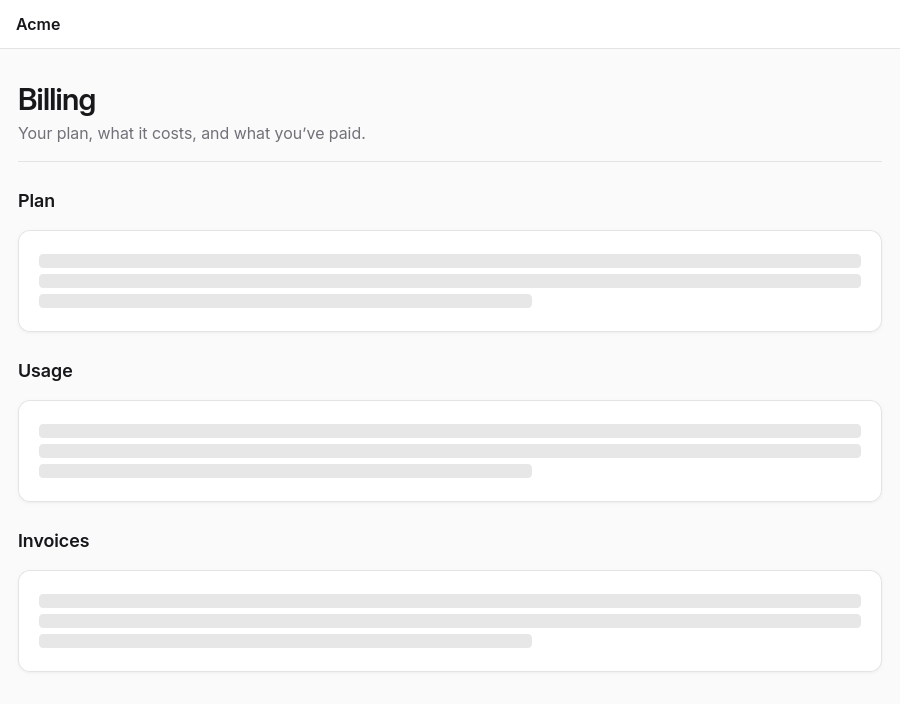 Acme
Billing
Your plan, what it costs, and what you’ve paid.
Plan
Usage
Invoices